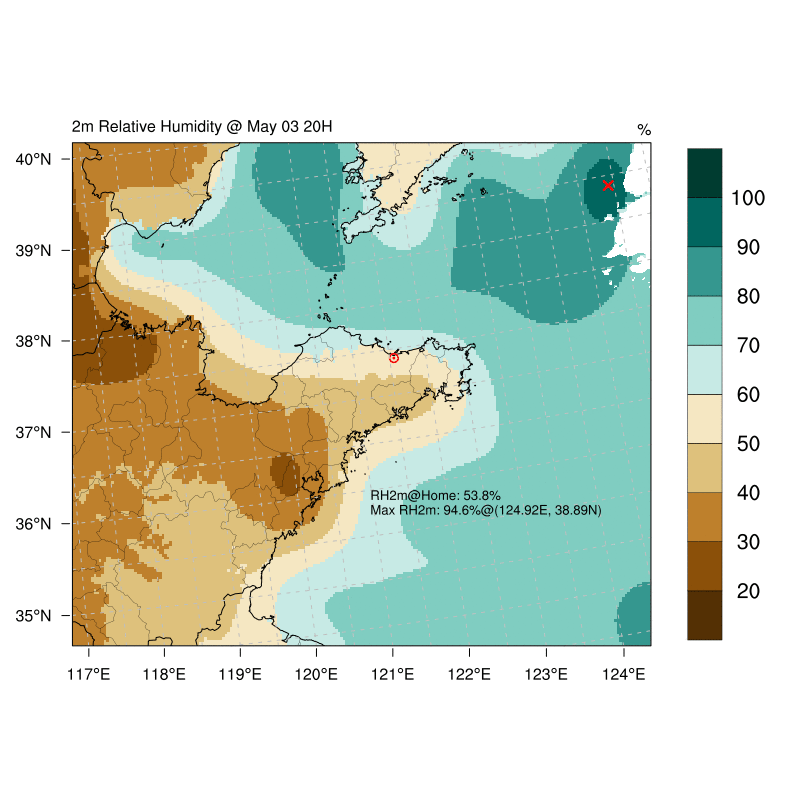 2m Relative Humidity @ May 03 20H
%
40°N
39°N
38°N
37°N
36°N
35°N
117°E
118°E
119°E
120°E
121°E
122°E
123°E
124°E
RH2m@Home: 53.8%
Max RH2m: 94.6%@(124.92E, 38.89N)
100
90
80
70
60
50
40
30
20